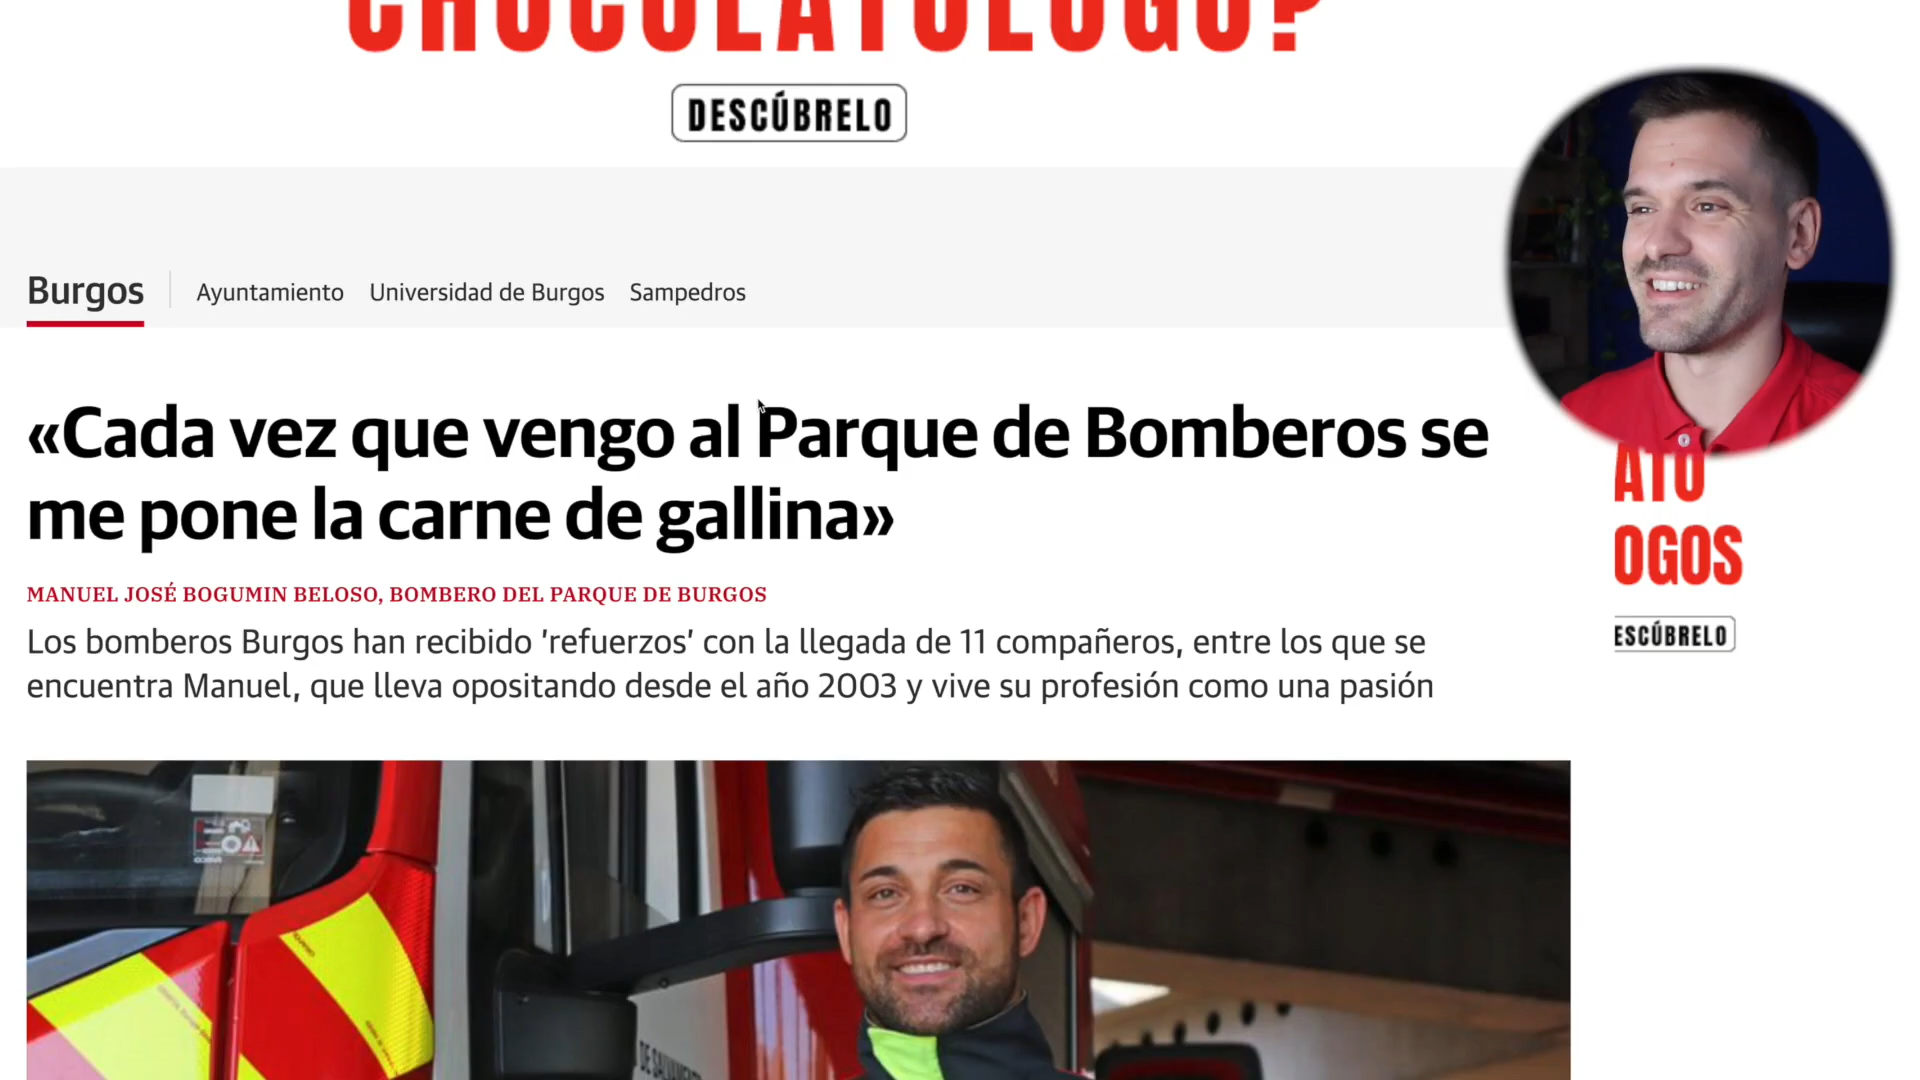 CHOCOLATÓLOGO?
DESCÚBRELO
Burgos
Ayuntamiento
Universidad de Burgos
Sampedros
«Cada vez que vengo al Parque de Bomberos se
me pone la carne de gallina»
MANUEL JOSÉ BOGUMIN BELOSO, BOMBERO DEL PARQUE DE BURGOS
Los bomberos Burgos han recibido 'refuerzos' con la llegada de 11 compañeros, entre los que se
encuentra Manuel, que lleva opositando desde el año 2003 y vive su profesión como una pasión
ATO
OGOS
ESCÚBRELO